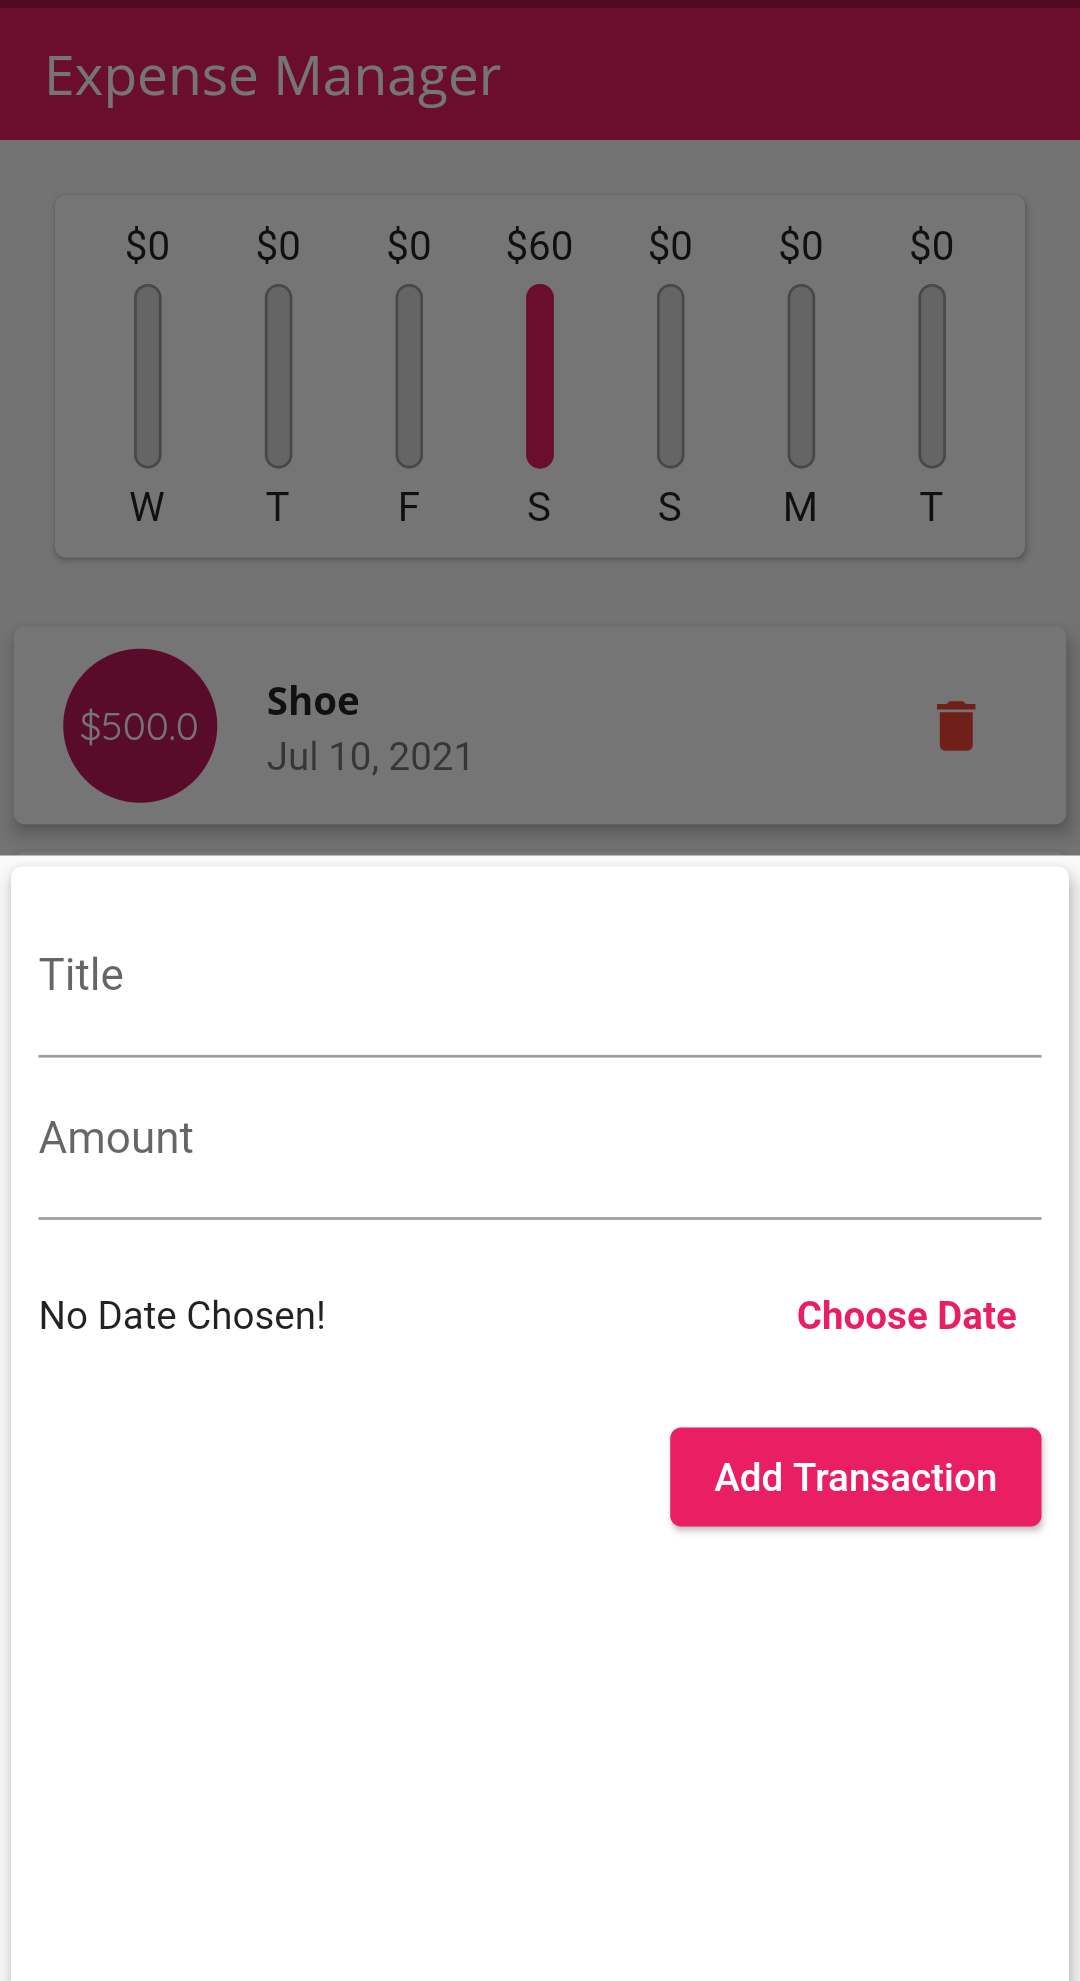 Expense Manager
$0 $0 $0 $60 $0 $0 $0
W T F S S M T
$500.0
Shoe
Jul 10, 2021
Title
Amount
No Date Chosen! Choose Date
Add Transaction